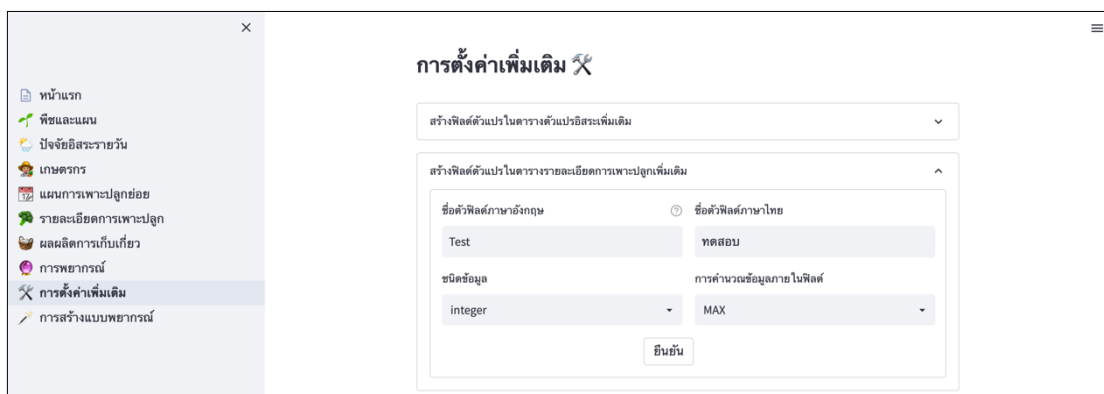 การตั้งค่าเพิ่มเติม
หน้าแรก
พืชและแผน
ปัจจัยอิสระรายวัน
เกษตรกร
แผนการเพาะปลูกย่อย
รายละเอียดการเพาะปลูก
ผลผลิตการเก็บเกี่ยว
การพยากรณ์
การตั้งค่าเพิ่มเติม
การสร้างแบบพยากรณ์
สร้างฟิลด์ตัวแปรในตารางตัวแปรอิสระเพิ่มเติม
สร้างฟิลด์ตัวแปรในตารางรายละเอียดการเพาะปลูกเพิ่มเติม
ชื่อตัวฟิลด์ภาษาอังกฤษ ชื่อตัวฟิลด์ภาษาไทย
Test ทดสอบ
ชนิดข้อมูล การคำนวณข้อมูลภายในฟิลด์
integer MAX
ยืนยัน